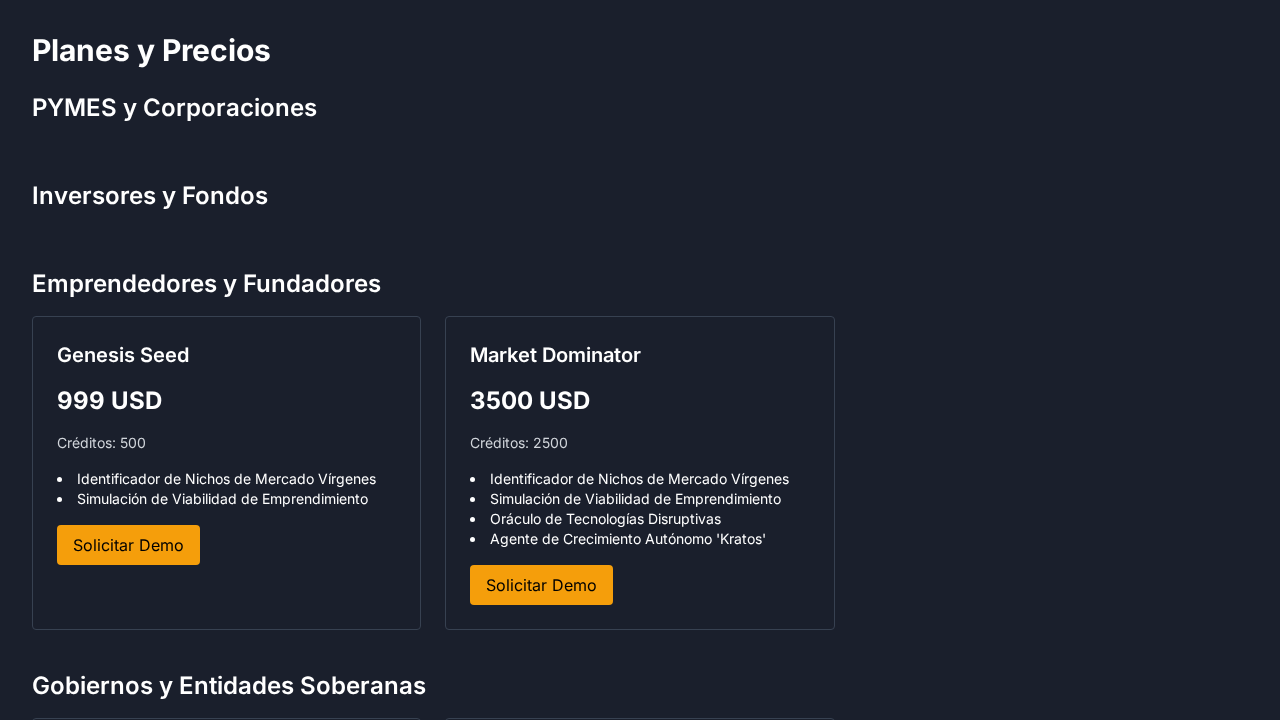 Planes y Precios
PYMES y Corporaciones
Inversores y Fondos
Emprendedores y Fundadores
Genesis Seed
999 USD
Créditos: 500
Identificador de Nichos de Mercado Vírgenes
Simulación de Viabilidad de Emprendimiento
Solicitar Demo
Market Dominator
3500 USD
Créditos: 2500
Identificador de Nichos de Mercado Vírgenes
Simulación de Viabilidad de Emprendimiento
Oráculo de Tecnologías Disruptivas
Agente de Crecimiento Autónomo 'Kratos'
Solicitar Demo
Gobiernos y Entidades Soberanas